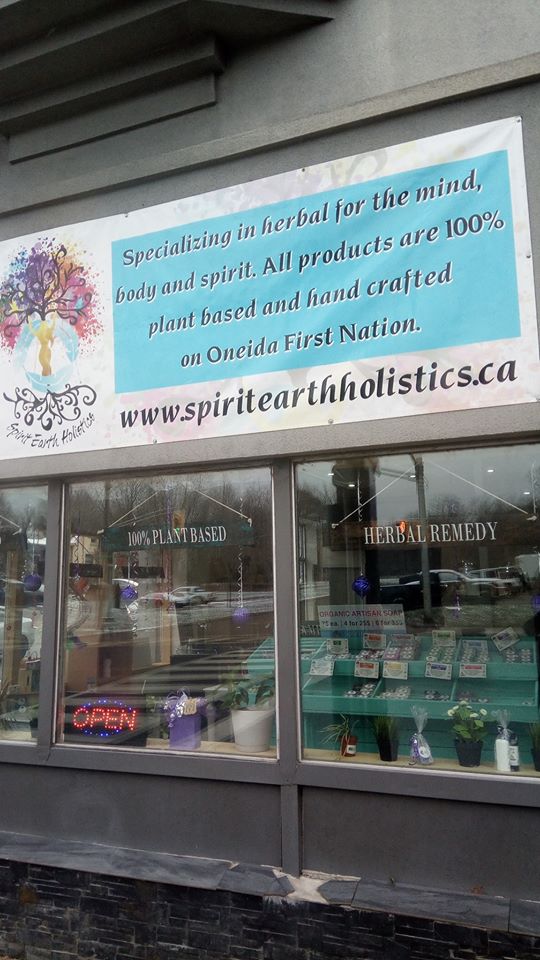 Specializing in herbal for the mind,
body and spirit. All products are 100%
plant based and hand crafted
on Oneida First Nation.
www.spiritearthholistics.ca
Spirit Earth Holistics
100% PLANT BASED
HERBAL REMEDY
ORGANIC ARTISAN SOAP
OPEN